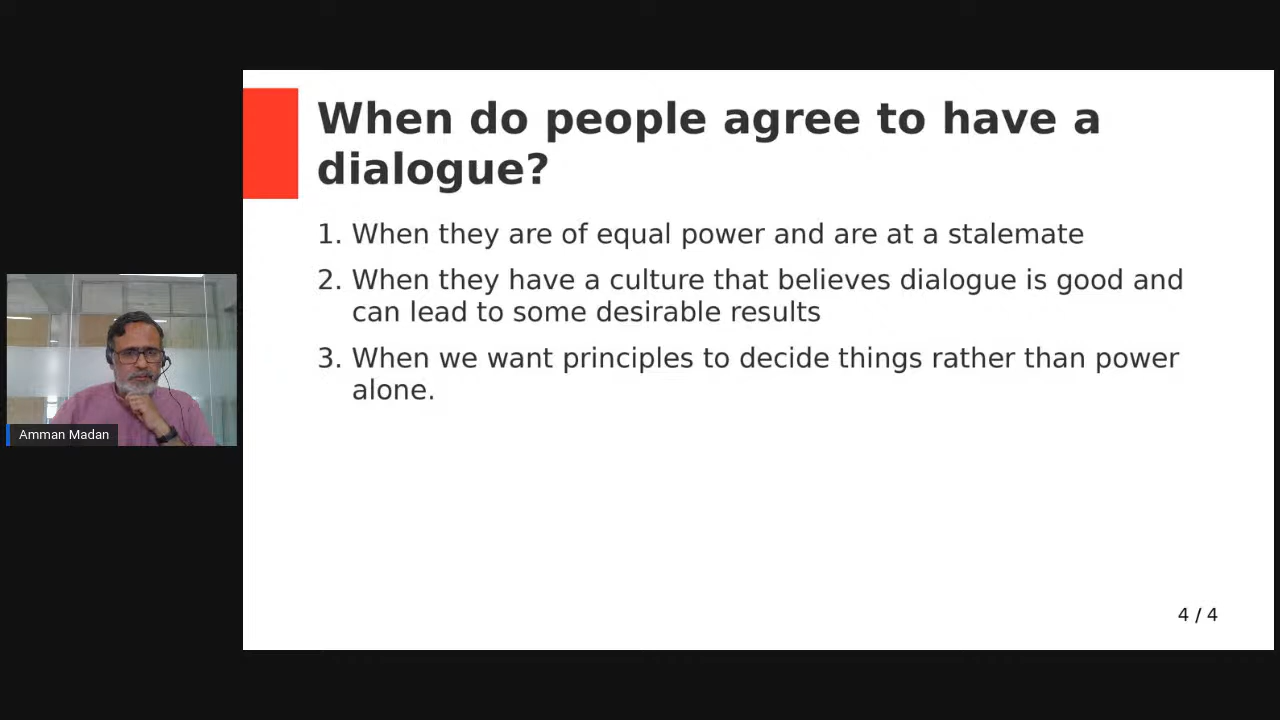 When do people agree to have a
dialogue?
1. When they are of equal power and are at a stalemate
2. When they have a culture that believes dialogue is good and
can lead to some desirable results
3. When we want principles to decide things rather than power
alone.
Amman Madan
4 / 4